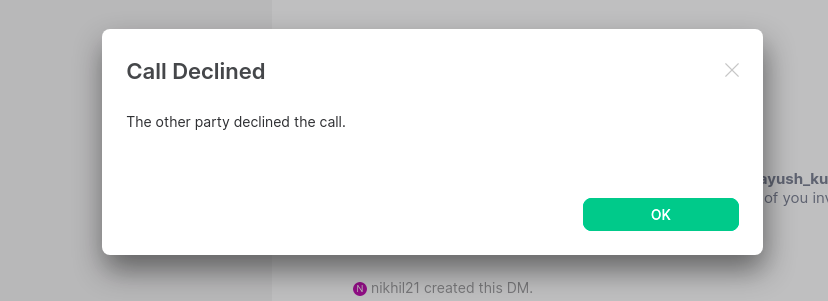 Call Declined
The other party declined the call.
ayush_ku
of you inv
OK
N nikhil21 created this DM.